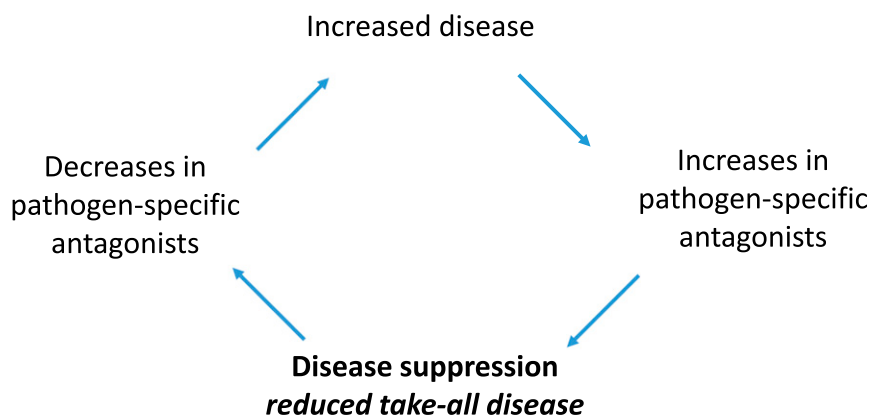 Increased disease
Increases in
pathogen-specific
antagonists
Disease suppression
reduced take-all disease
Decreases in
pathogen-specific
antagonists